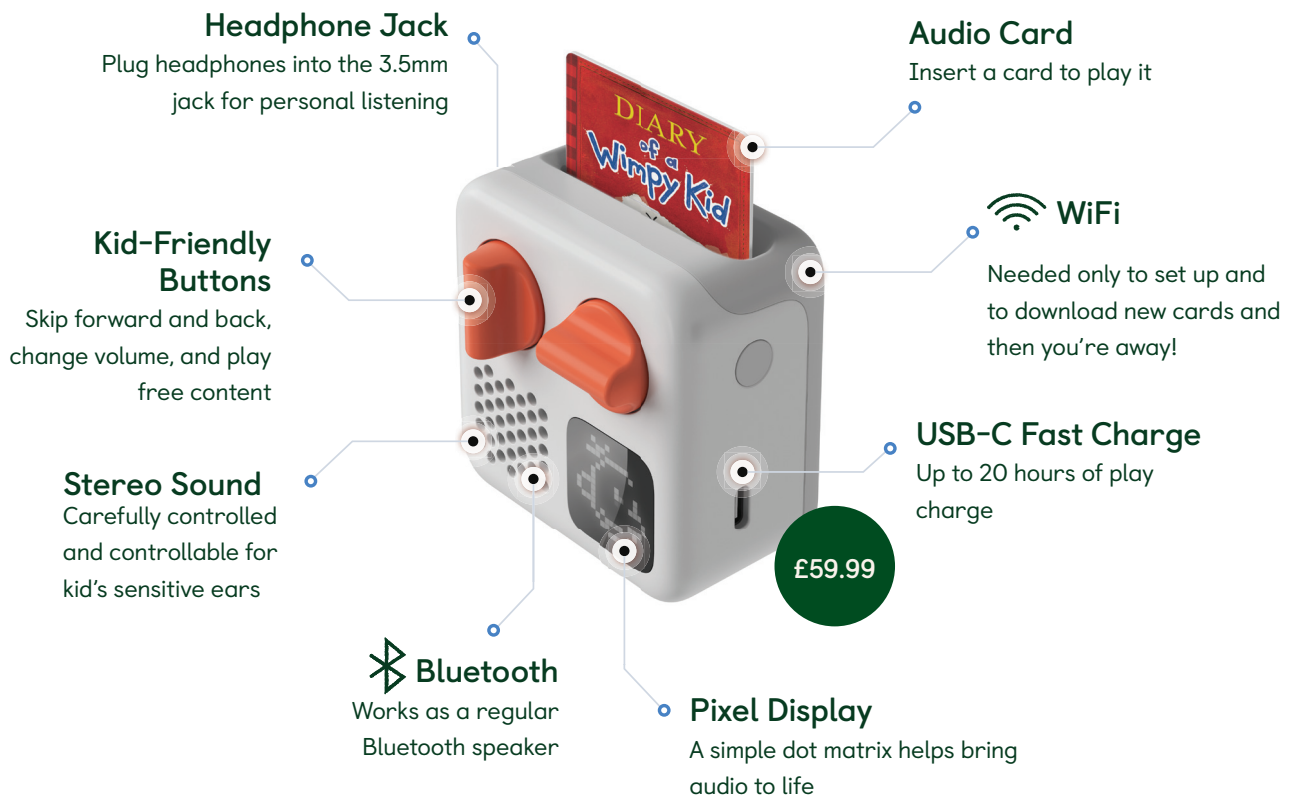 Headphone Jack
Plug headphones into the 3.5mm
jack for personal listening
Audio Card
Insert a card to play it
DIARY
of a
Wimpy Kid
WiFi
Needed only to set up and
to download new cards and
then you're away!
Kid-Friendly
Buttons
Skip forward and back,
change volume, and play
free content
USB-C Fast Charge
Up to 20 hours of play
charge
Stereo Sound
Carefully controlled
and controllable for
kid's sensitive ears
£59.99
Bluetooth
Works as a regular
Bluetooth speaker
Pixel Display
A simple dot matrix helps bring
audio to life